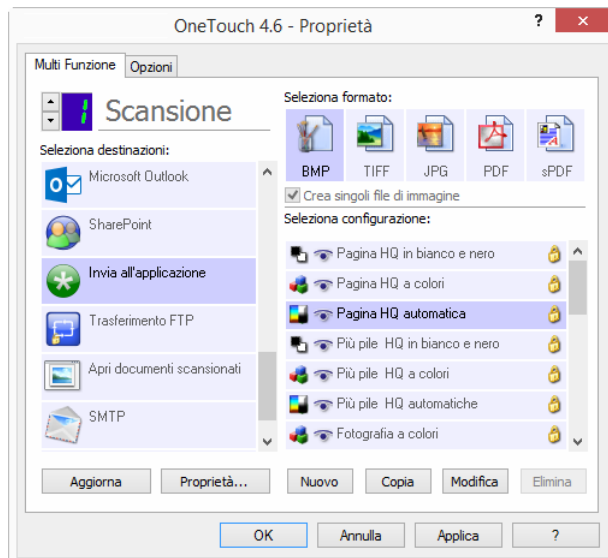 OneTouch 4.6 - Proprietà
?
×
Multi Funzione
Opzioni
1
Scansione
Seleziona destinazioni:
Microsoft Outlook
SharePoint
Invia all'applicazione
Trasferimento FTP
Apri documenti scansionati
SMTP
Aggiorna
Proprietà...
Seleziona formato:
BMP
TIFF
JPG
PDF
sPDF
Crea singoli file di immagine
Seleziona configurazione:
Pagina HQ in bianco e nero
Pagina HQ a colori
Pagina HQ automatica
Più pile HQ in bianco e nero
Più pile HQ a colori
Più pile HQ automatiche
Fotografia a colori
Nuovo
Copia
Modifica
Elimina
OK
Annulla
Applica
?